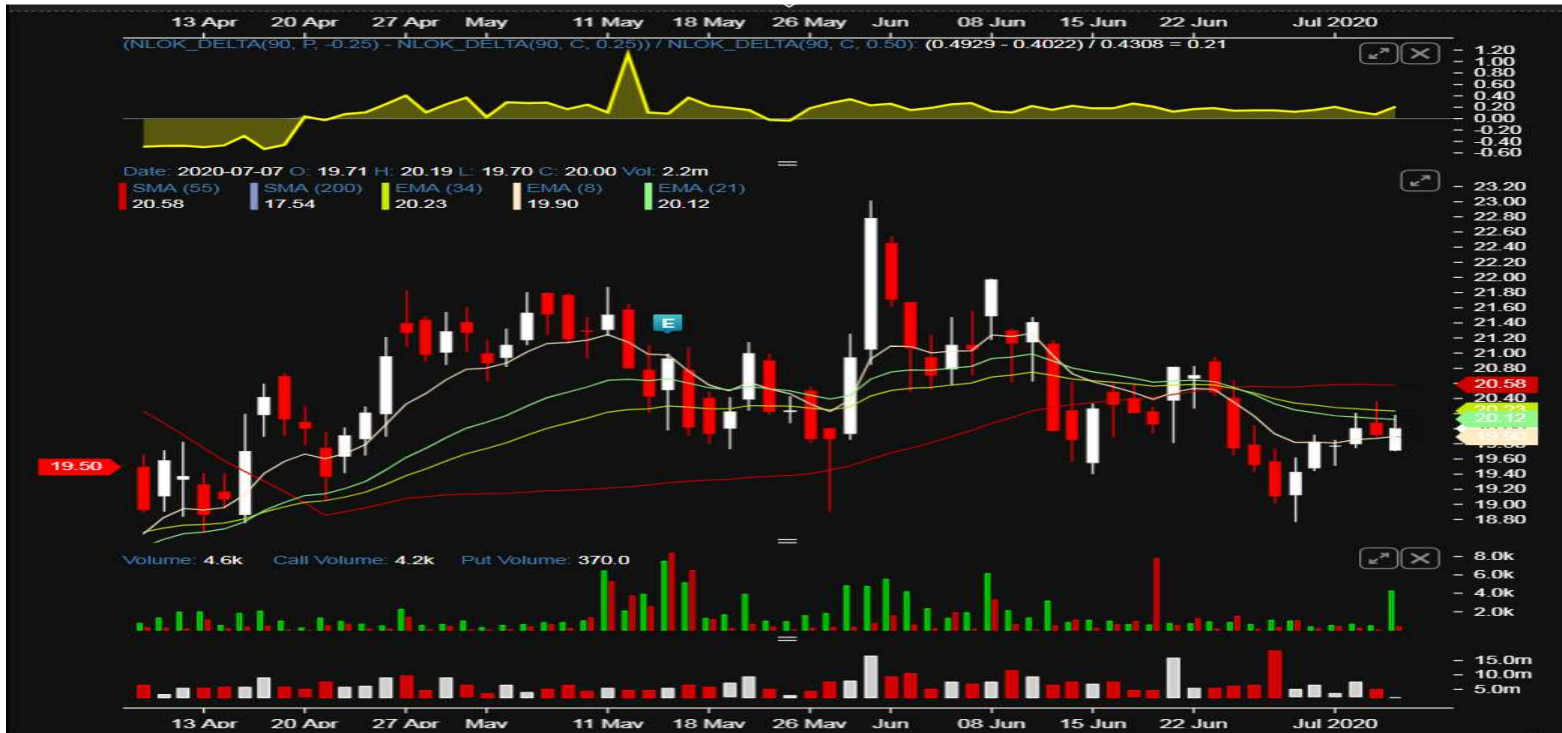 13 Apr 20 Apr 27 Apr May 11 May 18 May 26 May Jun 08 Jun 15 Jun 22 Jun Jul 2020
(NLOK_DELTA(90, P, -0.25) - NLOK_DELTA(90, C, 0.25)) / NLOK_DELTA(90, C, 0.50): (0.4929 - 0.4022) / 0.4308 = 0.21
1.20
1.00
0.80
0.60
0.40
0.20
0.00
-0.20
-0.40
-0.60
Date: 2020-07-07 O: 19.71 H: 20.19 L: 19.70 C: 20.00 Vol: 2.2m
SMA (55) SMA (200) EMA (34) EMA (8) EMA (21)
20.58 17.54 20.23 19.90 20.12
23.20
23.00
22.80
22.60
22.40
22.20
22.00
21.80
21.60
21.40
E
21.20
21.00
20.80
20.58
20.40
20.23
20.12
19.90
19.60
19.50
19.40
19.20
19.00
18.80
Volume: 4.6k Call Volume: 4.2k Put Volume: 370.0
8.0k
6.0k
4.0k
2.0k
15.0m
10.0m
5.0m
13 Apr 20 Apr 27 Apr May 11 May 18 May 26 May Jun 08 Jun 15 Jun 22 Jun Jul 2020